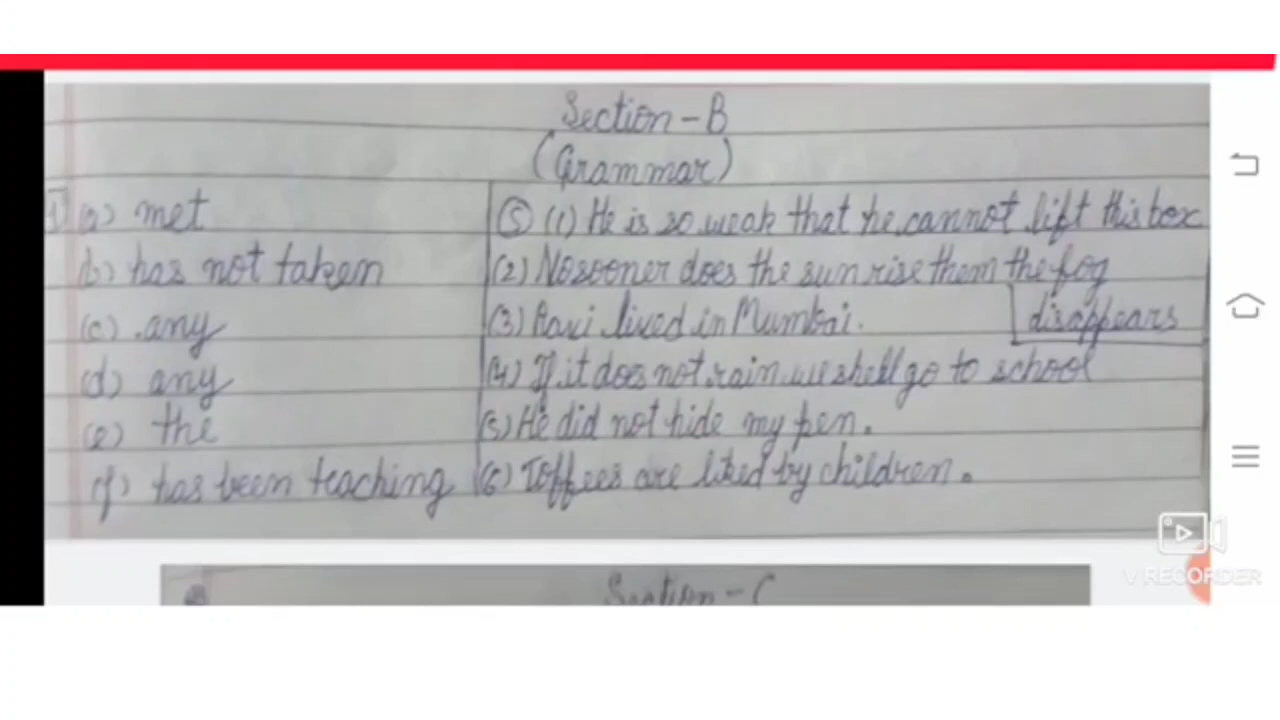 Section - B
(Grammar)
1 (a) met
(b) has not taken
(c) any
(d) any
(e) the
(f) has been teaching
(5) (1) He is so weak that he cannot lift this box
(2) No sooner does the sun rise them the fog
disappears
(3) Ravi lived in Mumbai.
(4) If it does not rain we shell go to school
(5) He did not hide my pen.
(6) Toffees are liked by children.
Section - C
V RECORDER